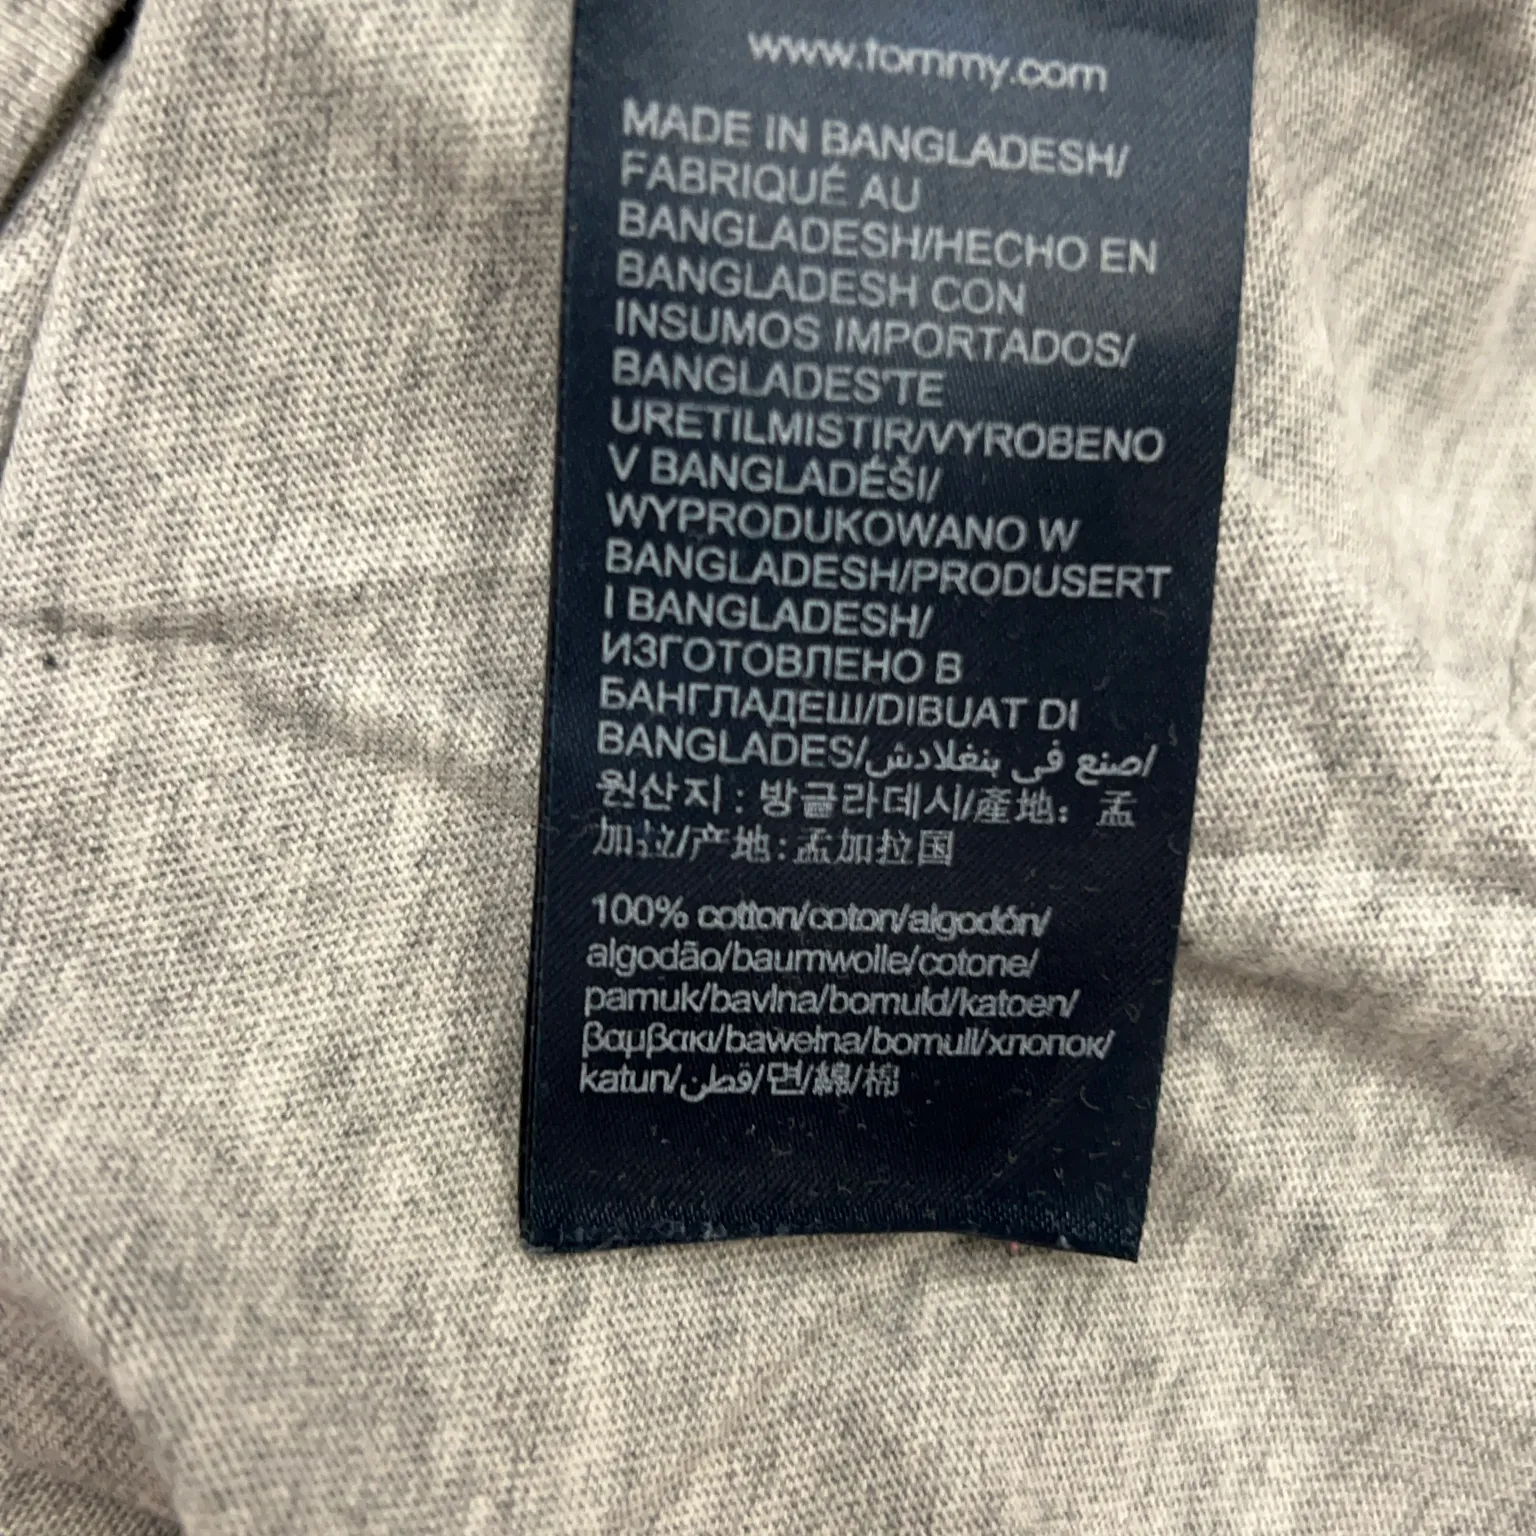 www.tommy.com
MADE IN BANGLADESH/
FABRIQUÉ AU
BANGLADESH/HECHO EN
BANGLADESH CON
INSUMOS IMPORTADOS/
BANGLADES'TE
URETILMISTIR/VYROBENO
V BANGLADÉŠI/
WYPRODUKOWANO W
BANGLADESH/PRODUSERT
I BANGLADESH/
ИЗГОТОВЛЕНО В
БАНГЛАДЕШ/DIBUAT DI
BANGLADES/صنع في بنغلادش/
원산지 : 방글라데시/產地: 孟
加拉/产地:孟加拉国
100% cotton/coton/algodón/
algodão/baumwolle/cotone/
pamuk/bavlna/bomuld/katoen/
βαμβακι/bawełna/bomull/хлопок/
katun/قطن/면/綿/棉